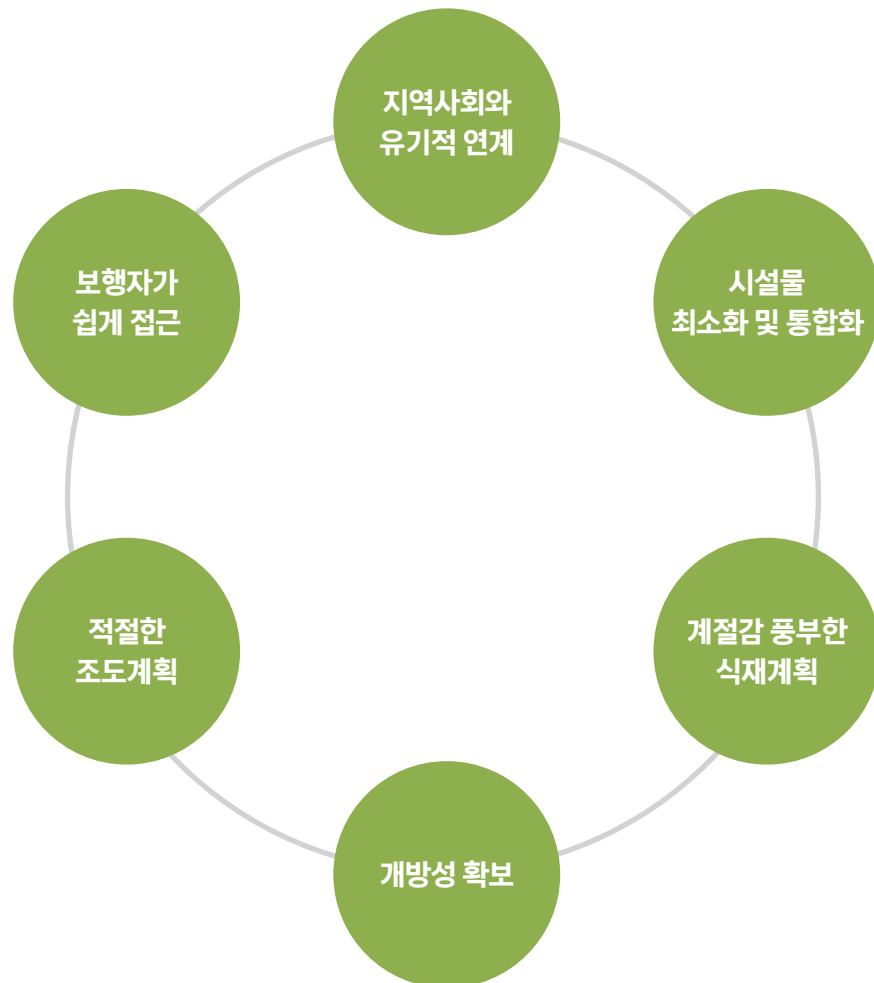 지역사회와
유기적 연계
시설물
최소화 및 통합화
계절감 풍부한
식재계획
개방성 확보
적절한
조도계획
보행자가
쉽게 접근